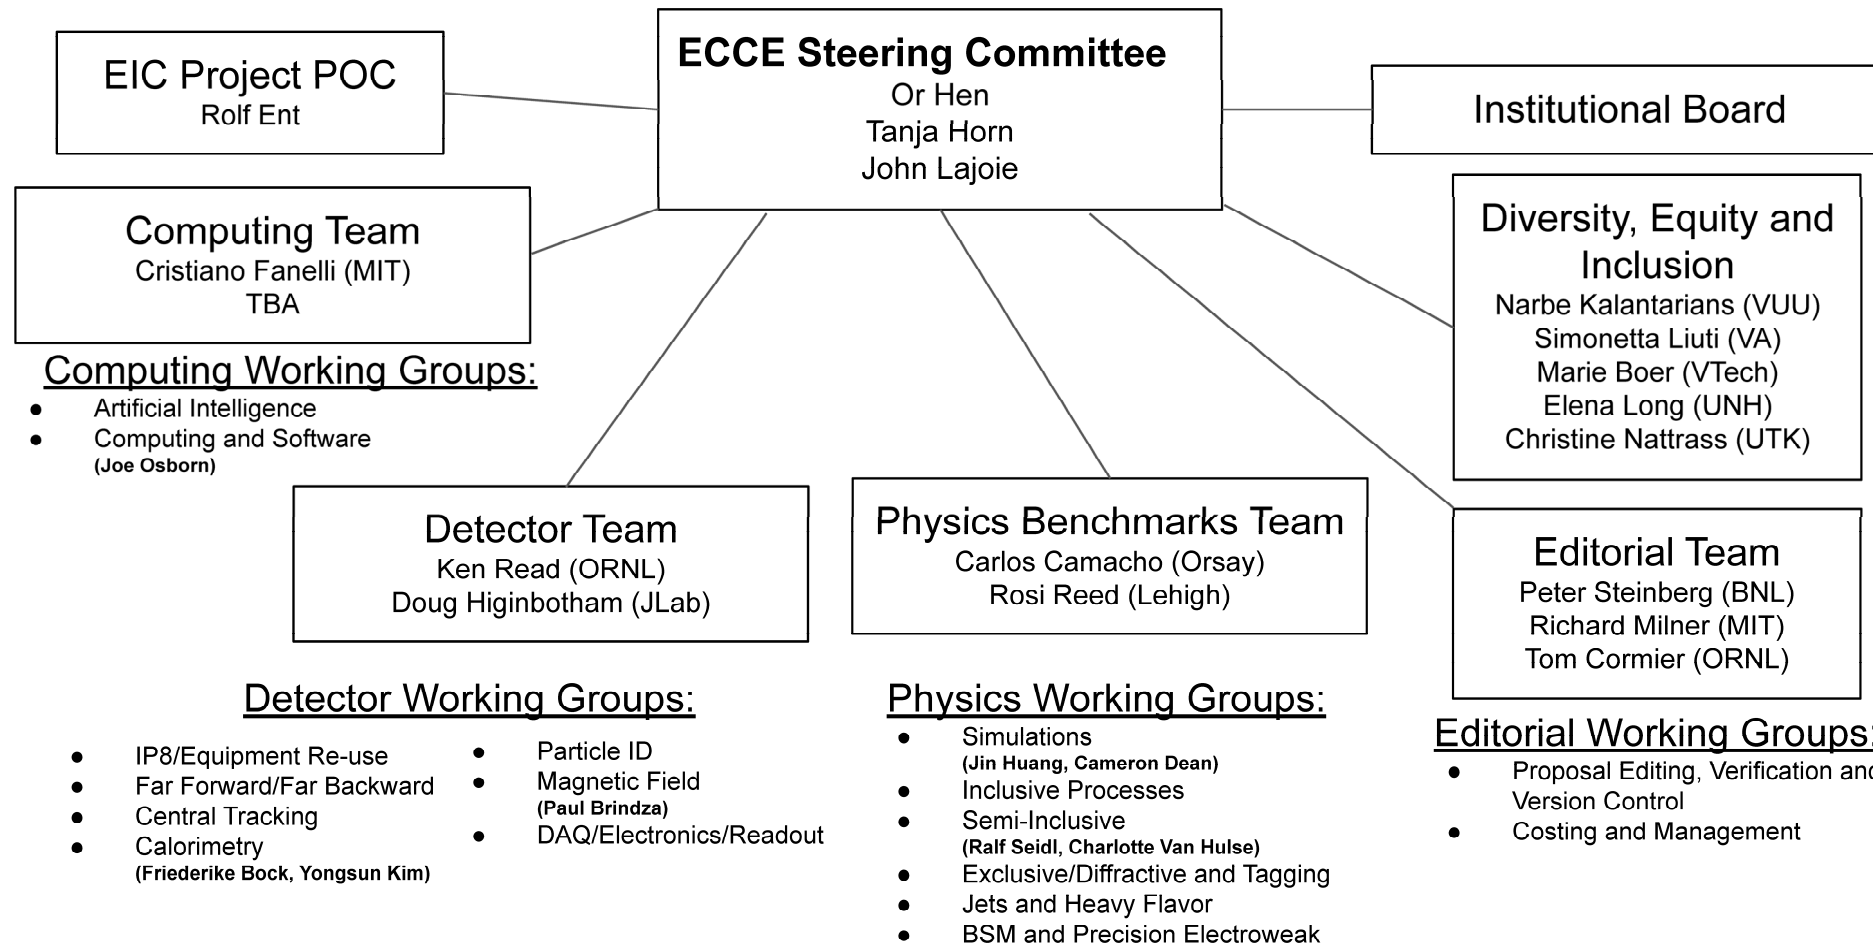 EIC Project POC
Rolf Ent
ECCE Steering Committee
Or Hen
Tanja Horn
John Lajoie
Institutional Board
Computing Team
Cristiano Fanelli (MIT)
TBA
Diversity, Equity and
Inclusion
Narbe Kalantarians (VUU)
Simonetta Liuti (VA)
Marie Boer (VTech)
Elena Long (UNH)
Christine Nattrass (UTK)
Computing Working Groups:
● Artificial Intelligence
● Computing and Software
(Joe Osborn)
Detector Team
Ken Read (ORNL)
Doug Higinbotham (JLab)
Physics Benchmarks Team
Carlos Camacho (Orsay)
Rosi Reed (Lehigh)
Editorial Team
Peter Steinberg (BNL)
Richard Milner (MIT)
Tom Cormier (ORNL)
Detector Working Groups:
● IP8/Equipment Re-use
● Far Forward/Far Backward
● Central Tracking
● Calorimetry
(Friederike Bock, Yongsun Kim)
● Particle ID
● Magnetic Field
(Paul Brindza)
● DAQ/Electronics/Readout
Physics Working Groups:
● Simulations
(Jin Huang, Cameron Dean)
● Inclusive Processes
● Semi-Inclusive
(Ralf Seidl, Charlotte Van Hulse)
● Exclusive/Diffractive and Tagging
● Jets and Heavy Flavor
● BSM and Precision Electroweak
Editorial Working Groups:
● Proposal Editing, Verification and
Version Control
● Costing and Management